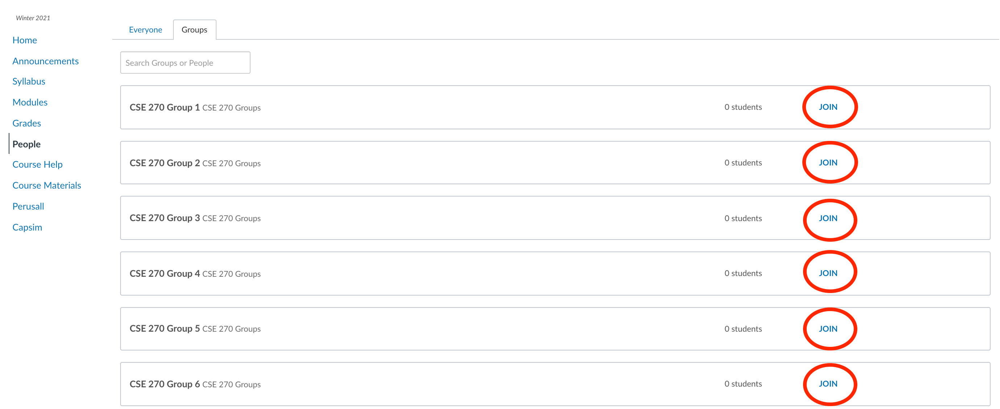 Winter 2021
Home
Announcements
Syllabus
Modules
Grades
People
Course Help
Course Materials
Perusall
Capsim
Everyone Groups
Search Groups or People
CSE 270 Group 1 CSE 270 Groups 0 students JOIN
CSE 270 Group 2 CSE 270 Groups 0 students JOIN
CSE 270 Group 3 CSE 270 Groups 0 students JOIN
CSE 270 Group 4 CSE 270 Groups 0 students JOIN
CSE 270 Group 5 CSE 270 Groups 0 students JOIN
CSE 270 Group 6 CSE 270 Groups 0 students JOIN